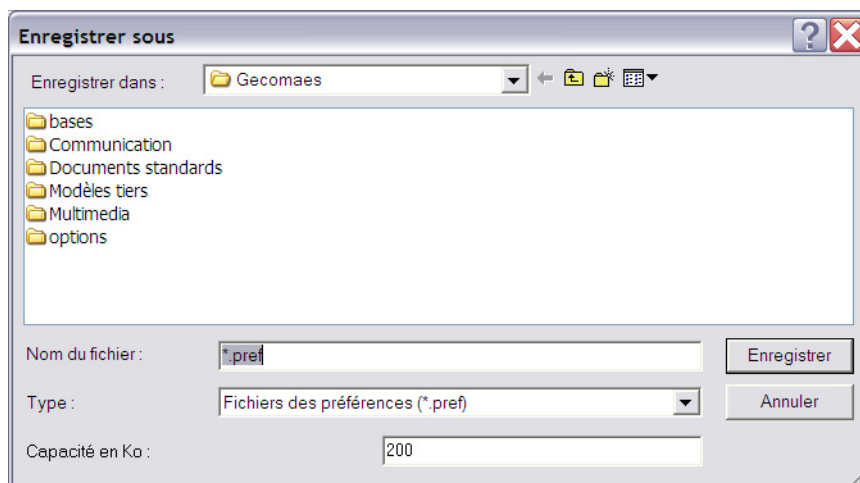 Enregistrer sous
Enregistrer dans : Gecomaes
bases
Communication
Documents standards
Modèles tiers
Multimedia
options
Nom du fichier : *.pref Enregistrer
Type : Fichiers des préférences (*.pref) Annuler
Capacité en Ko : 200